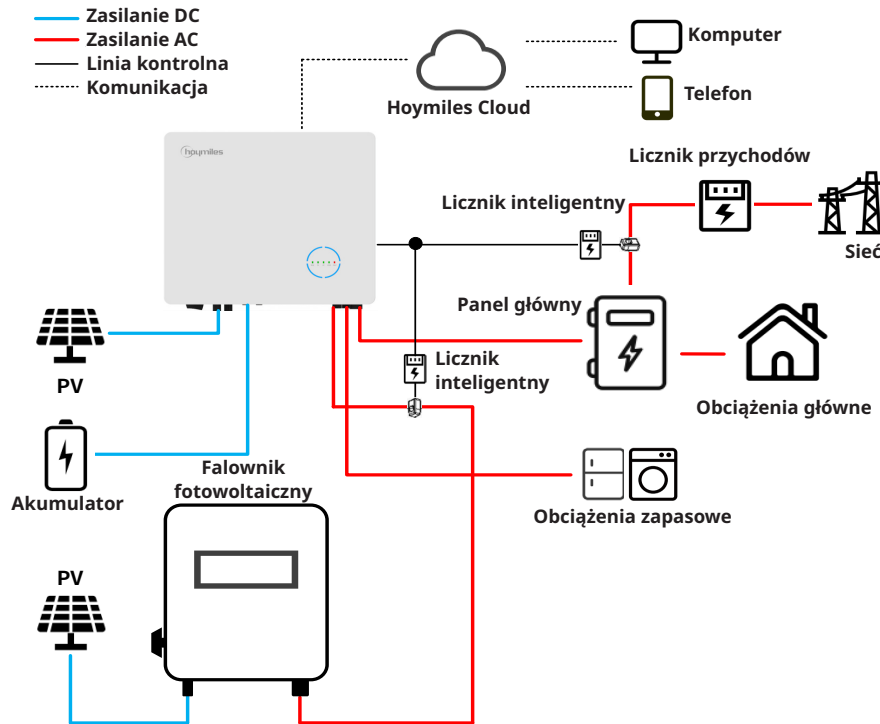 Zasilanie DC
Zasilanie AC
Linia kontrolna
Komunikacja
Komputer
Hoymiles Cloud
Telefon
hoymiles
Licznik przychodów
Licznik inteligentny
Sieć
Panel główny
Licznik
inteligentny
PV
Obciążenia główne
Akumulator
Falownik
fotowoltaiczny
Obciążenia zapasowe
PV